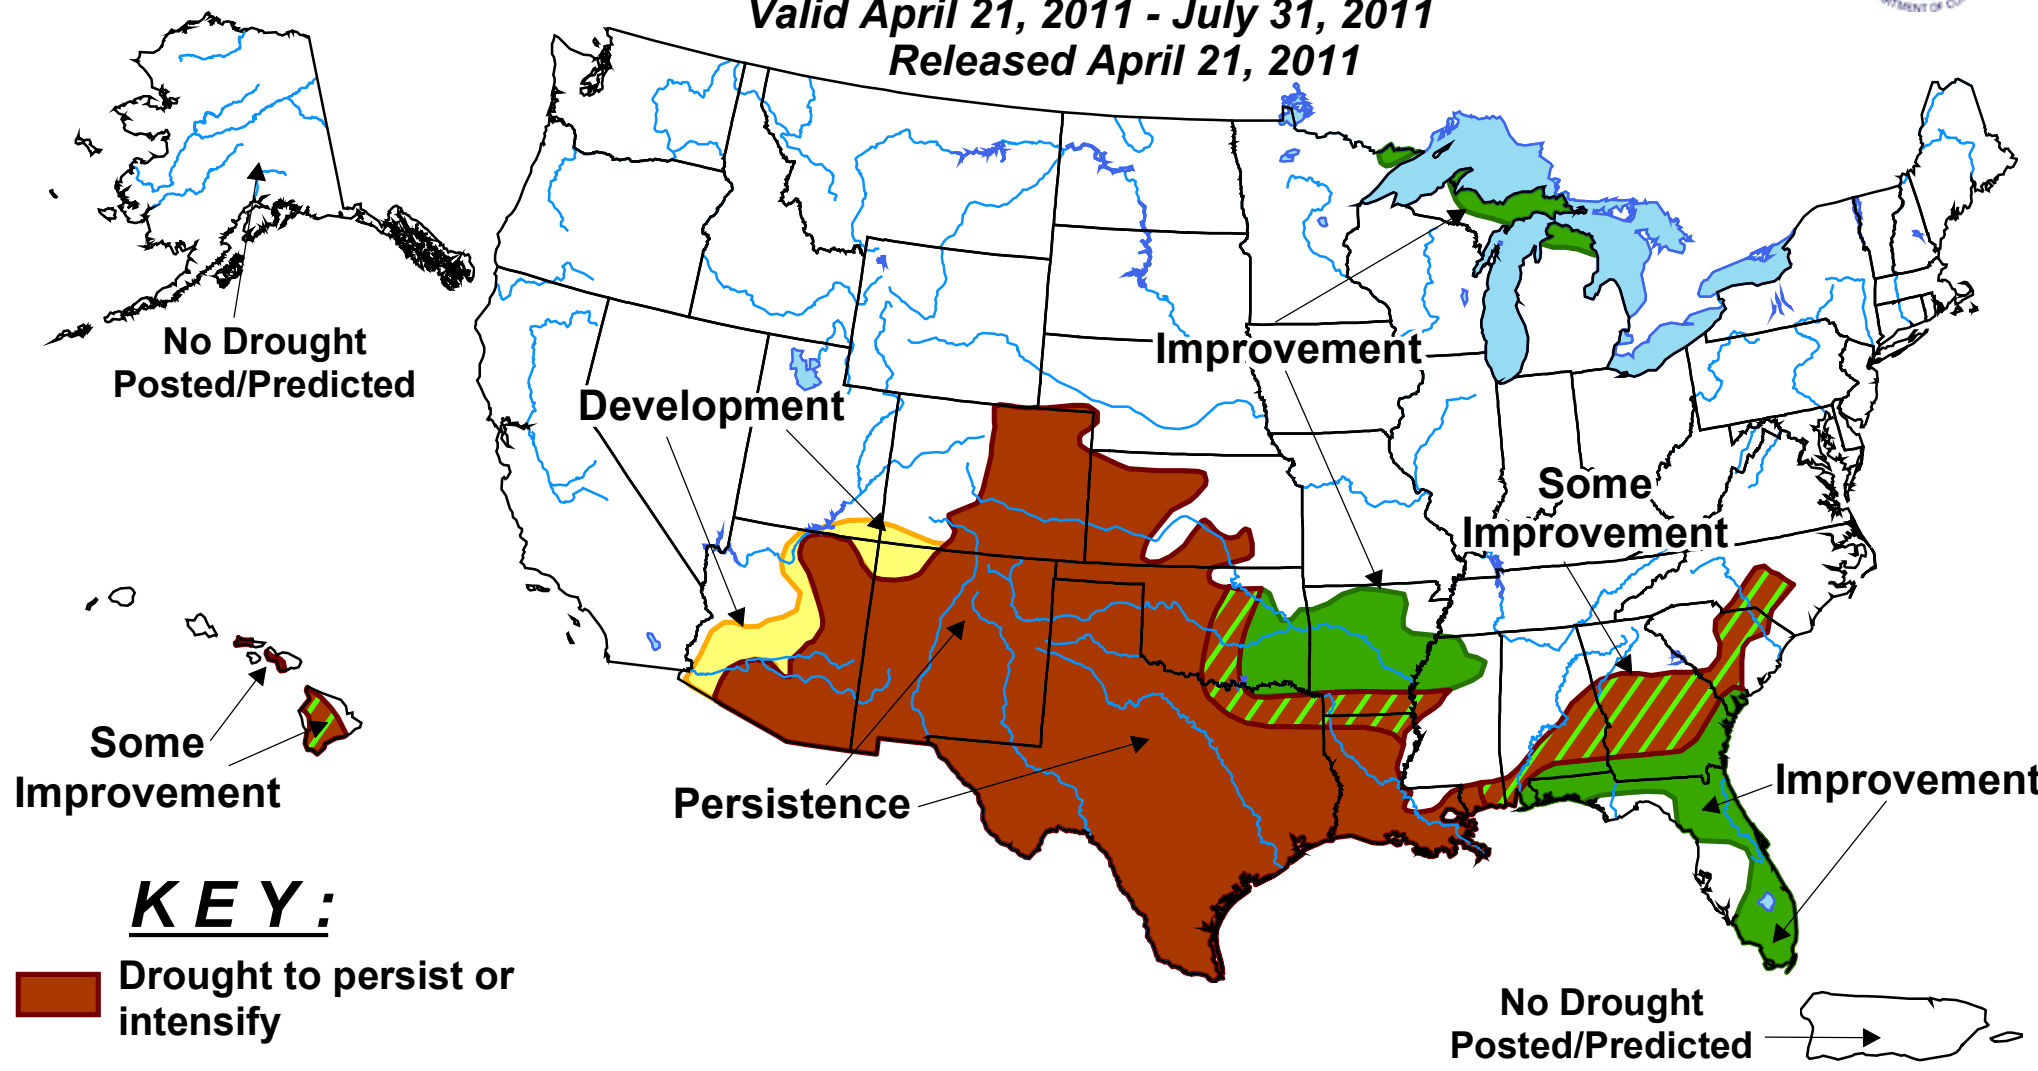 Valid April 21, 2011 - July 31, 2011
Released April 21, 2011
No Drought
Posted/Predicted
Development
Improvement
Some
Improvement
Some
Improvement
Persistence
Improvement
KEY:
Drought to persist or
intensify
No Drought
Posted/Predicted